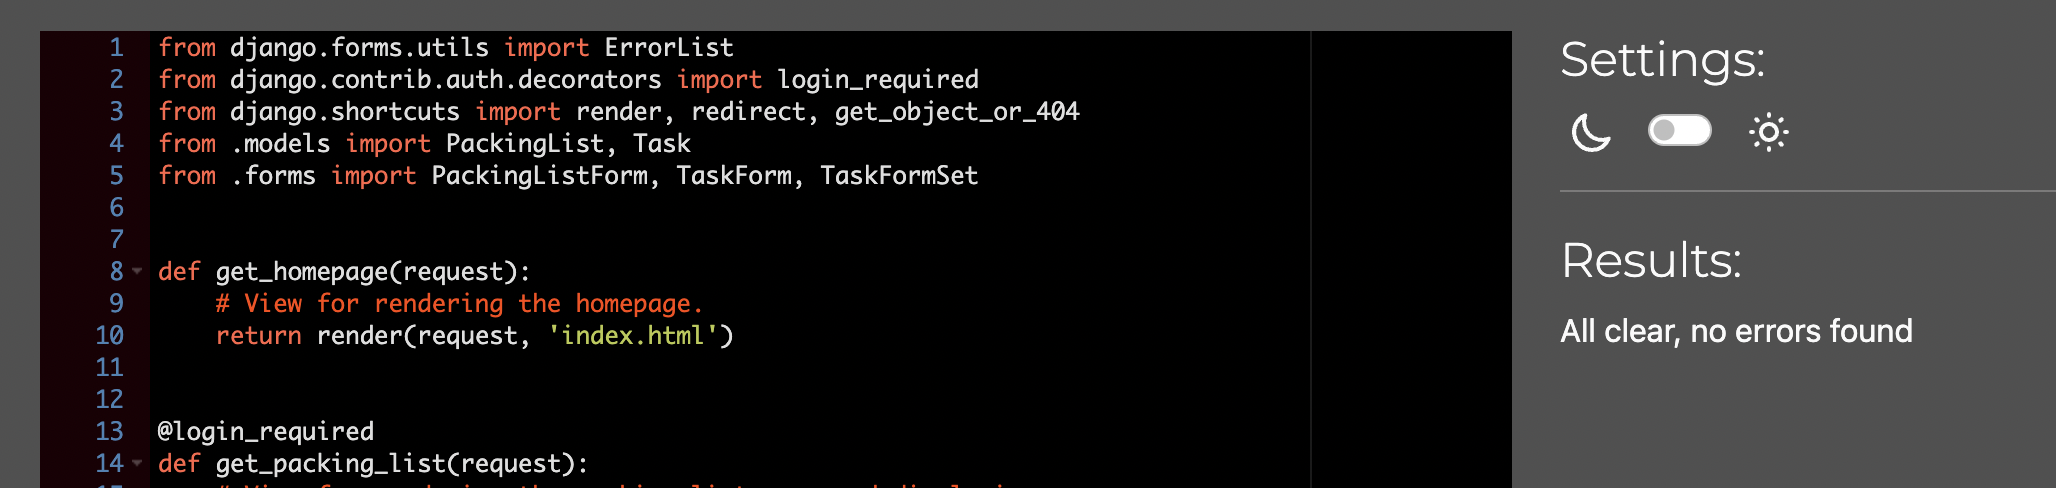 1 from django.forms.utils import ErrorList
2 from django.contrib.auth.decorators import login_required
3 from django.shortcuts import render, redirect, get_object_or_404
4 from .models import PackingList, Task
5 from .forms import PackingListForm, TaskForm, TaskFormSet
6
7
8 def get_homepage(request):
9     # View for rendering the homepage.
10     return render(request, 'index.html')
11
12
13 @login_required
14 def get_packing_list(request):
Settings:
Results:
All clear, no errors found